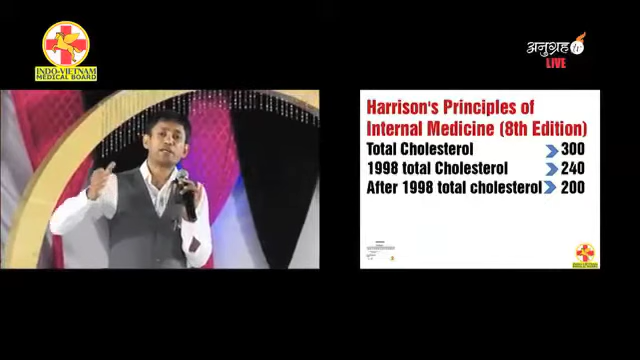 INDO-VIETNAM
MEDICAL BOARD
अनुग्रह tv
LIVE
Harrison's Principles of
Internal Medicine (8th Edition)
Total Cholesterol 300
1998 total Cholesterol 240
After 1998 total cholesterol 200